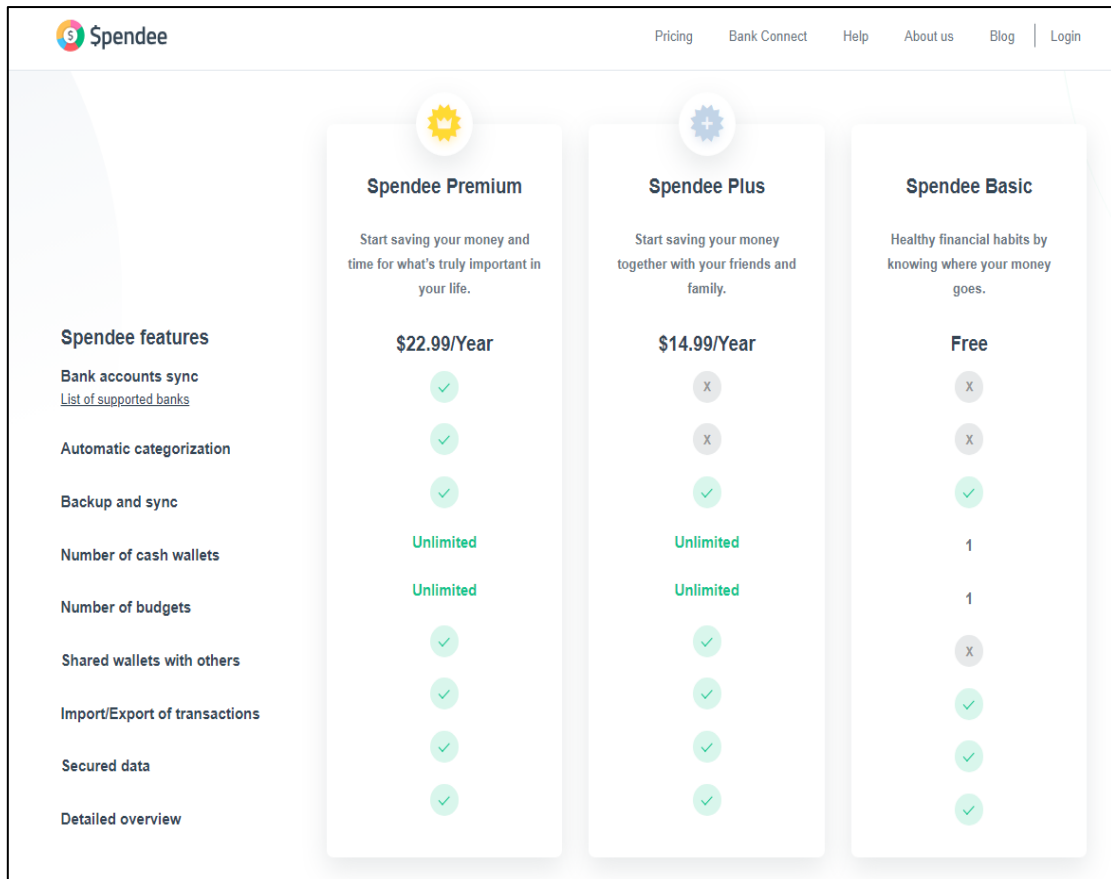 Spendee
Pricing Bank Connect Help About us Blog Login
Spendee Premium Spendee Plus Spendee Basic
Start saving your money and
time for what's truly important in
your life.
Start saving your money
together with your friends and
family.
Healthy financial habits by
knowing where your money
goes.
Spendee features $22.99/Year $14.99/Year Free
Bank accounts sync X X
List of supported banks
Automatic categorization X X
Backup and sync
Number of cash wallets Unlimited Unlimited 1
Number of budgets Unlimited Unlimited 1
Shared wallets with others X
Import/Export of transactions
Secured data
Detailed overview